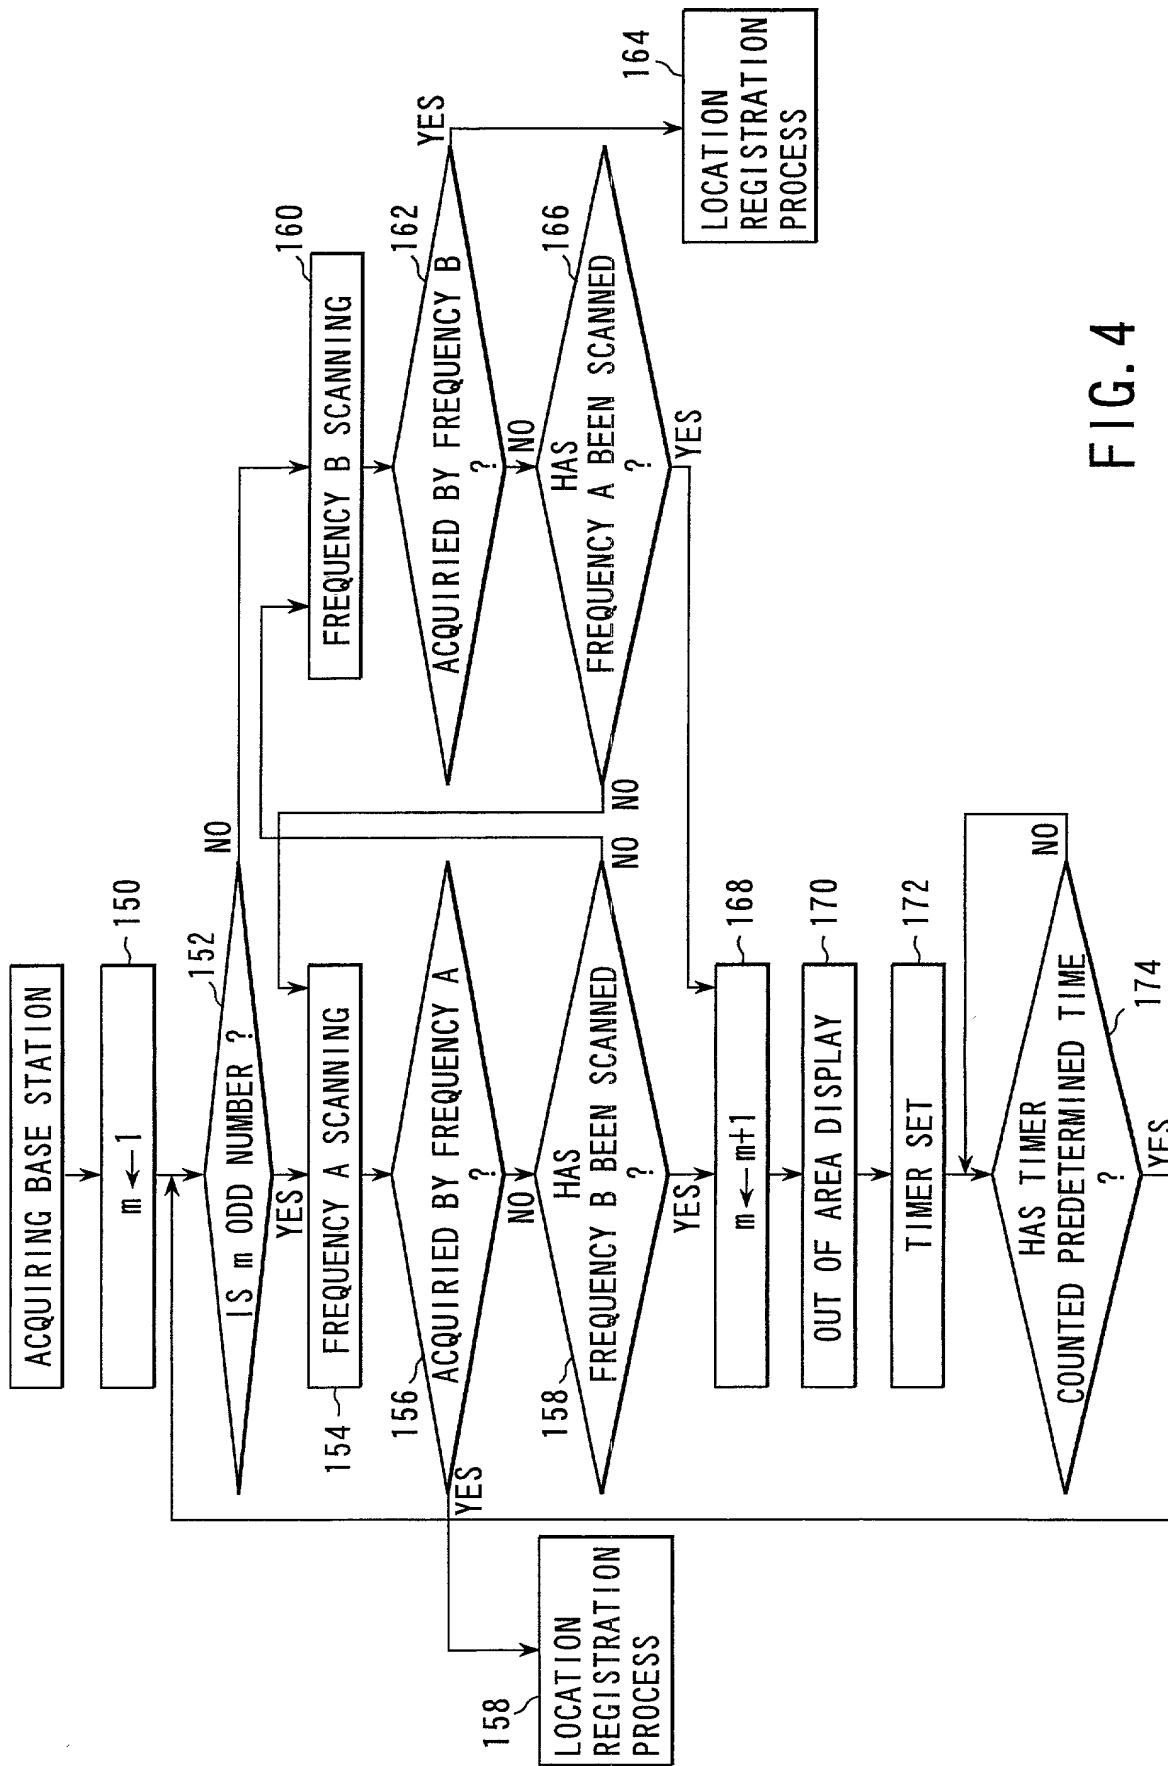 ACQUIRING BASE STATION
150
m ← 1
152
IS m ODD NUMBER ?
NO
YES
154
FREQUENCY A SCANNING
160
FREQUENCY B SCANNING
156
ACQUIRIED BY FREQUENCY A
?
YES
NO
162
ACQUIRIED BY FREQUENCY B
?
YES
NO
158
LOCATION
REGISTRATION
PROCESS
158
HAS
FREQUENCY B BEEN SCANNED
?
NO
YES
166
HAS
FREQUENCY A BEEN SCANNED
?
NO
YES
164
LOCATION
REGISTRATION
PROCESS
168
m ← m+1
170
OUT OF AREA DISPLAY
172
TIMER SET
HAS TIMER
COUNTED PREDETERMINED TIME
?
174
NO
YES
FIG. 4